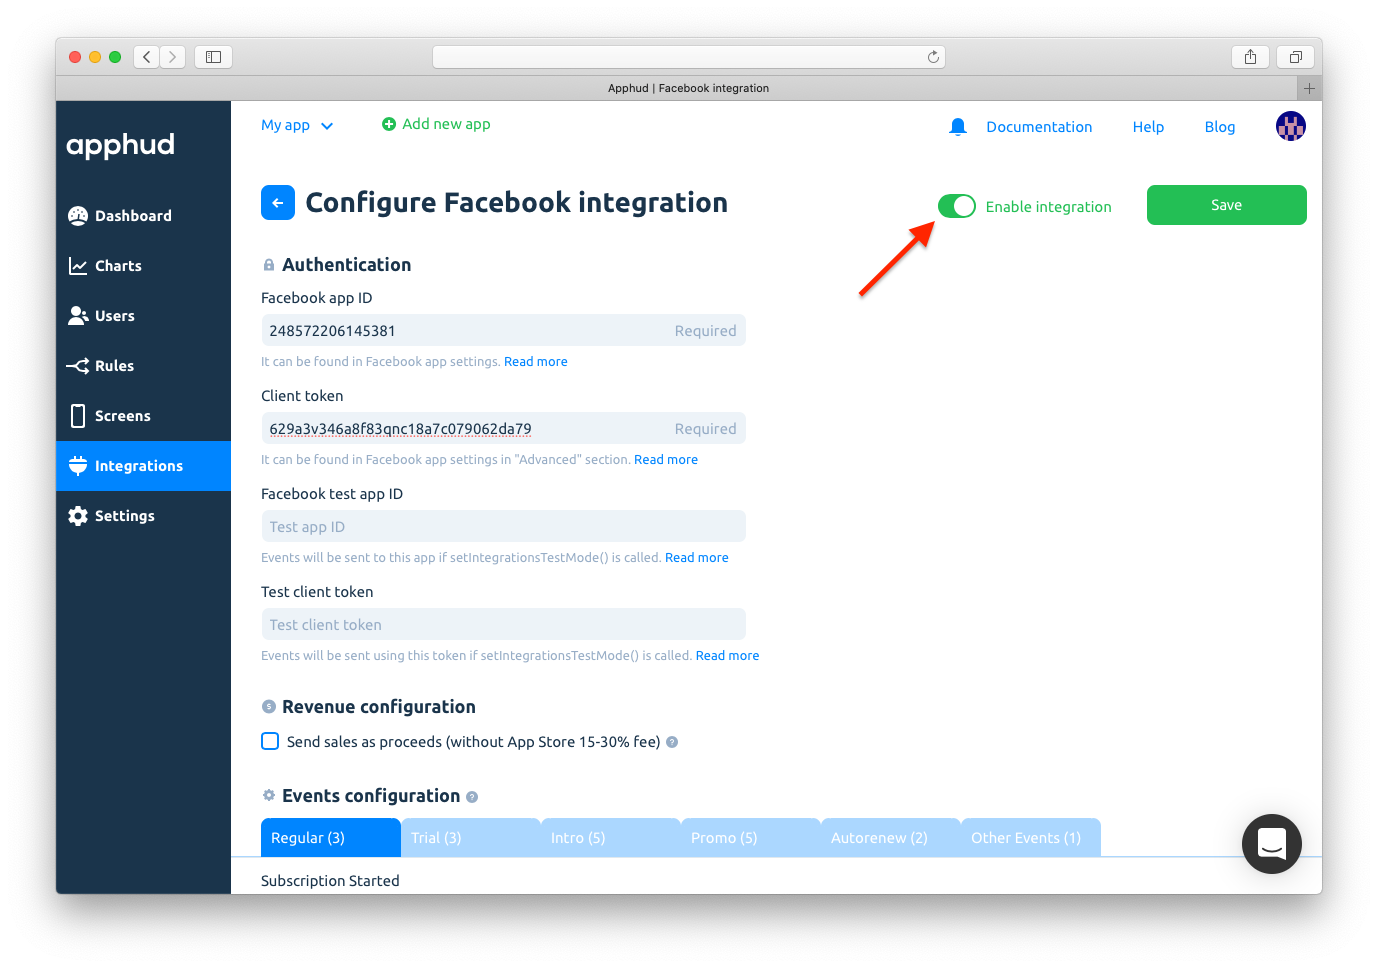 Apphud | Facebook integration
apphud
My app
Add new app
Documentation
Help
Blog
Dashboard
Charts
Users
Rules
Screens
Integrations
Settings
Configure Facebook integration
Enable integration
Save
Authentication
Facebook app ID
248572206145381
Required
It can be found in Facebook app settings. Read more
Client token
629a3v346a8f83qnc18a7c079062da79
Required
It can be found in Facebook app settings in "Advanced" section. Read more
Facebook test app ID
Test app ID
Events will be sent to this app if setIntegrationsTestMode() is called. Read more
Test client token
Test client token
Events will be sent using this token if setIntegrationsTestMode() is called. Read more
Revenue configuration
Send sales as proceeds (without App Store 15-30% fee)
Events configuration
Regular (3)
Trial (3)
Intro (5)
Promo (5)
Autorenew (2)
Other Events (1)
Subscription Started